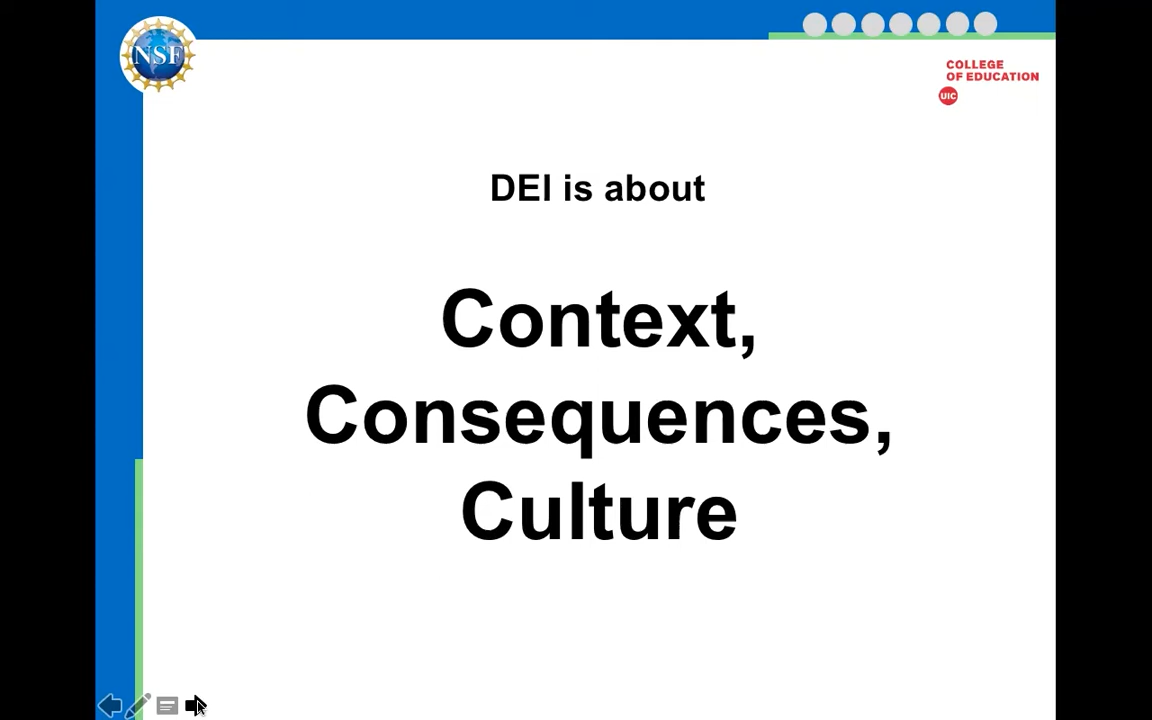 NSF
COLLEGE
OF EDUCATION
UIC
DEI is about
Context,
Consequences,
Culture